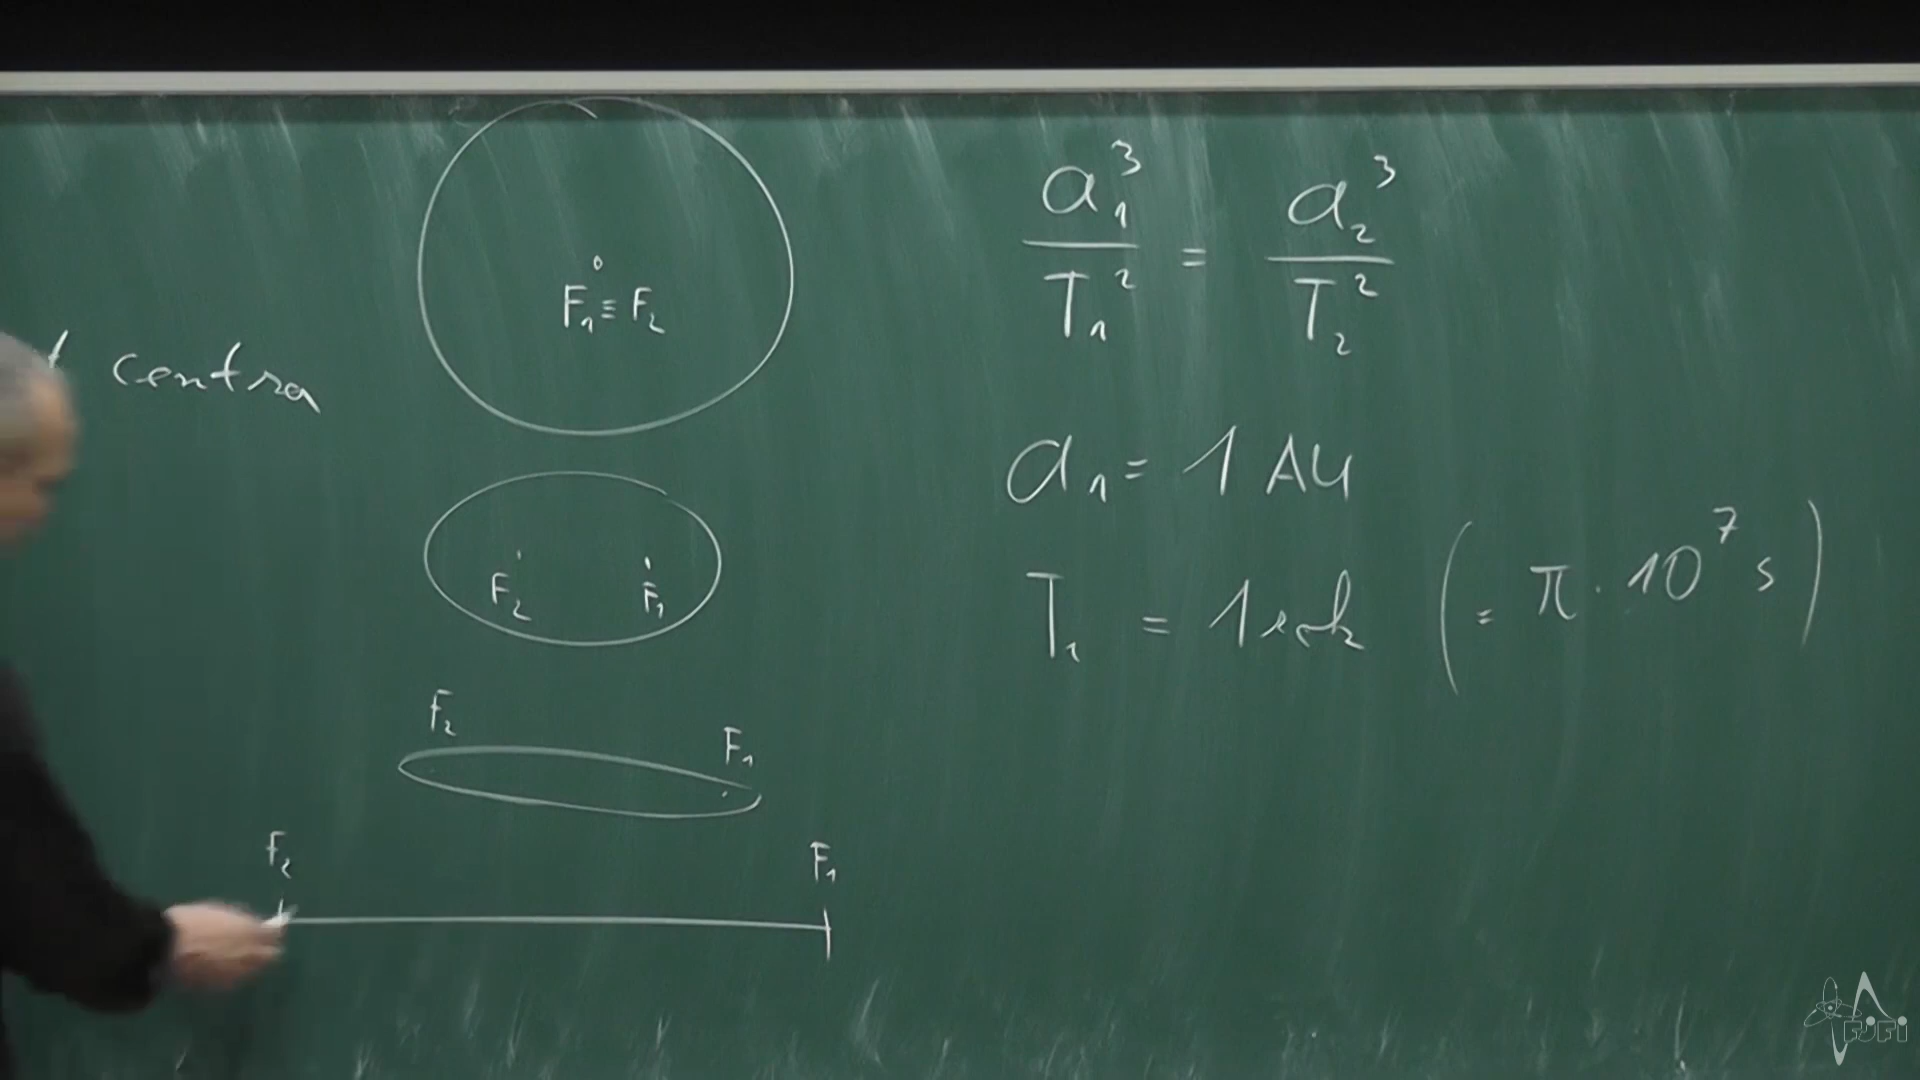 centra
F₁ ≡ F₂
F₂ F₁
F₂ F₁
F₂ F₁
a₁³ / T₁² = a₂³ / T₂²
a₁ = 1 AU
T₁ = 1 rok (= π · 10⁷ s)
FJFI